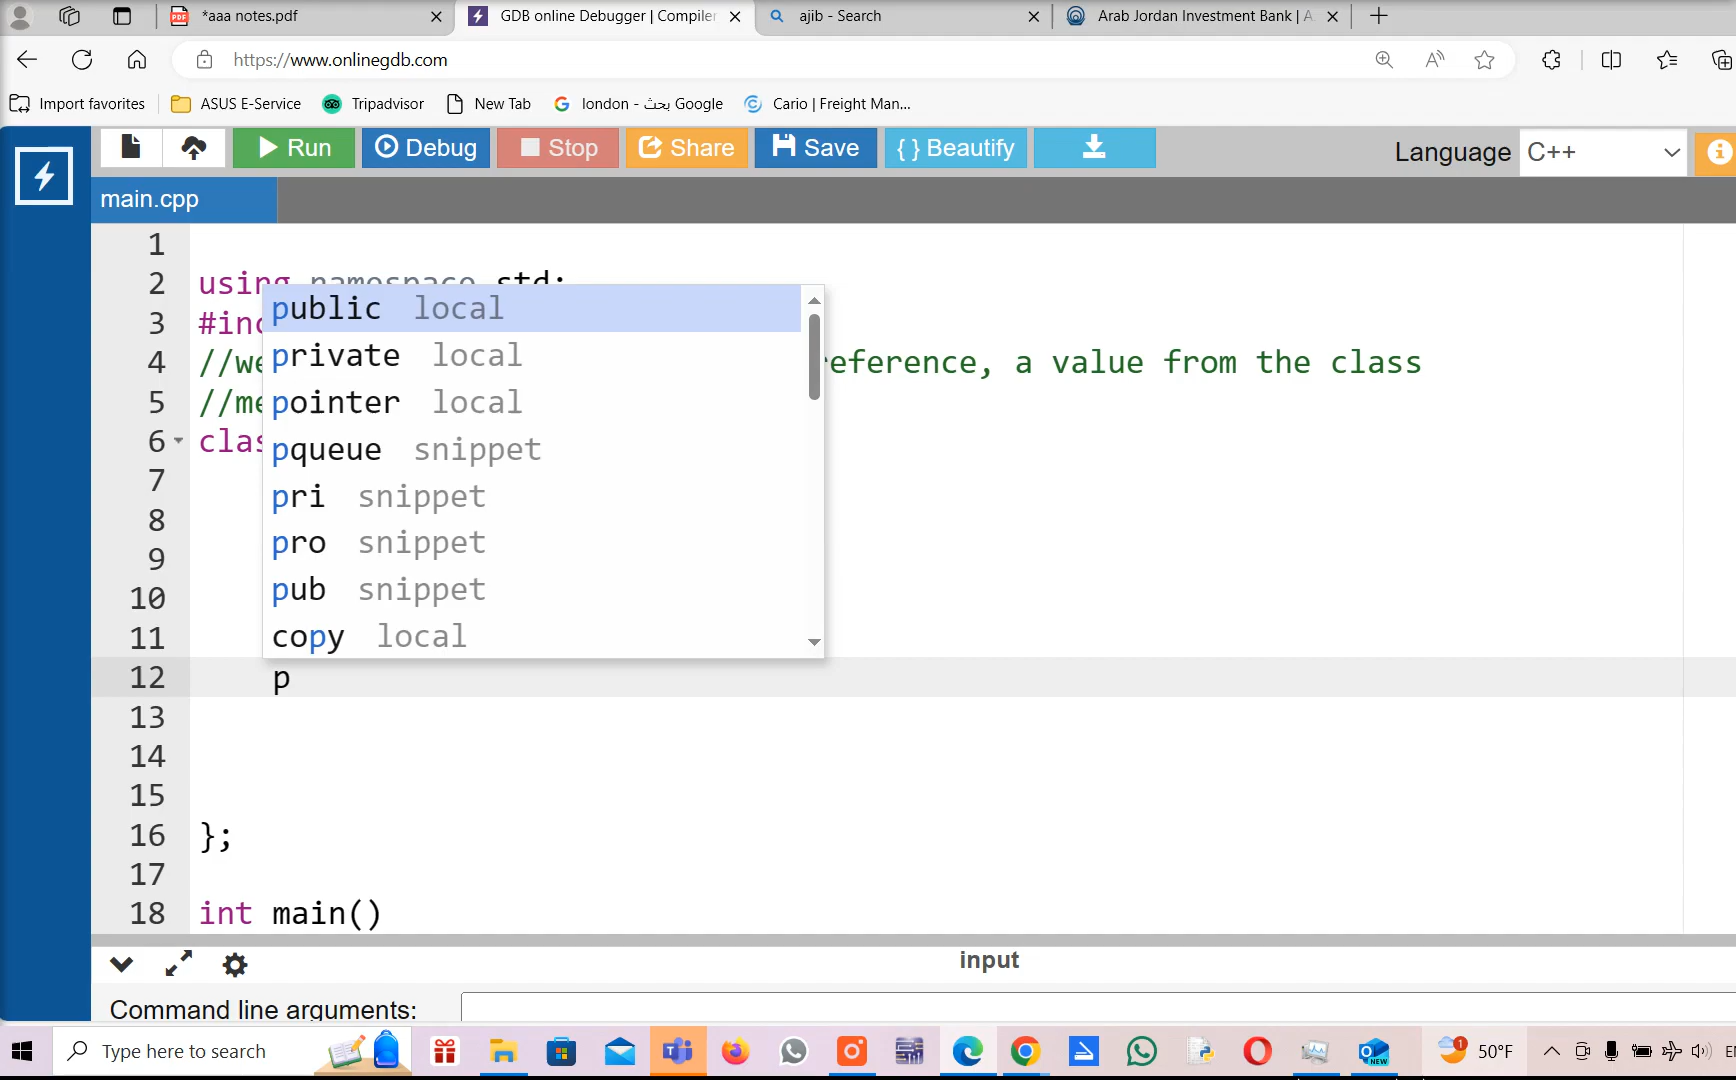 *aaa notes.pdf
GDB online Debugger | Compiler
ajib - Search
Arab Jordan Investment Bank | A
https://www.onlinegdb.com
Import favorites
ASUS E-Service
Tripadvisor
New Tab
london - بحث Google
Cario | Freight Man...
Run
Debug
Stop
Share
Save
{ } Beautify
Language
C++
main.cpp
1
2 using namespace std;
3 #inc
4 //we eference, a value from the class
5 //me
6 clas
7
8
9
10
11
12 p
13
14
15
16 };
17
18 int main()
public local
private local
pointer local
pqueue snippet
pri snippet
pro snippet
pub snippet
copy local
input
Command line arguments:
Type here to search
50°F